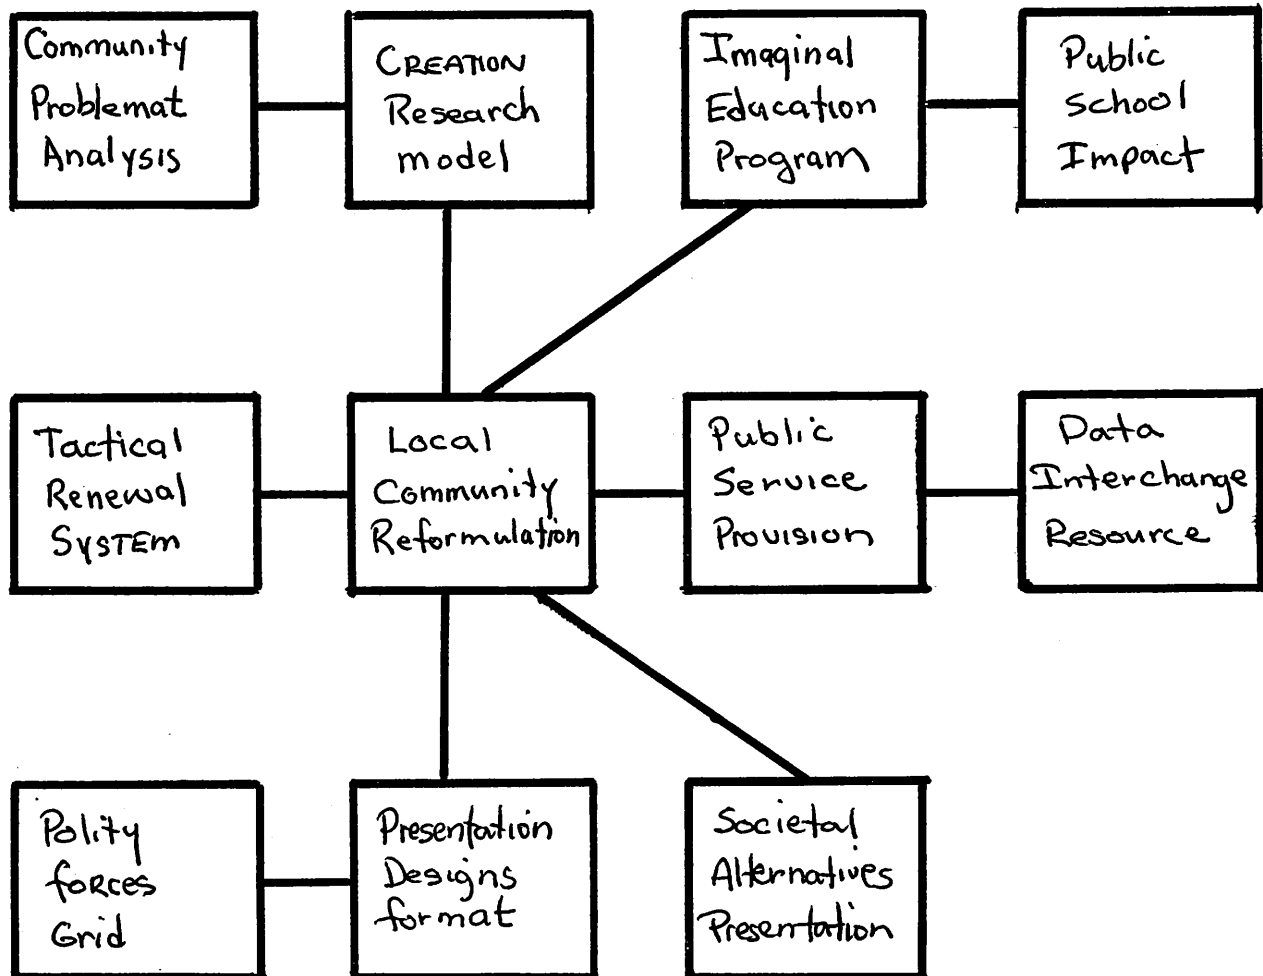 Community
Problemat
Analysis
CREATION
Research
model
Imaginal
Education
Program
Public
School
Impact
Tactical
Renewal
SYSTEM
Local
Community
Reformulation
Public
Service
Provision
Data
Interchange
Resource
Polity
forces
Grid
Presentation
Designs
format
Societal
Alternatives
Presentation